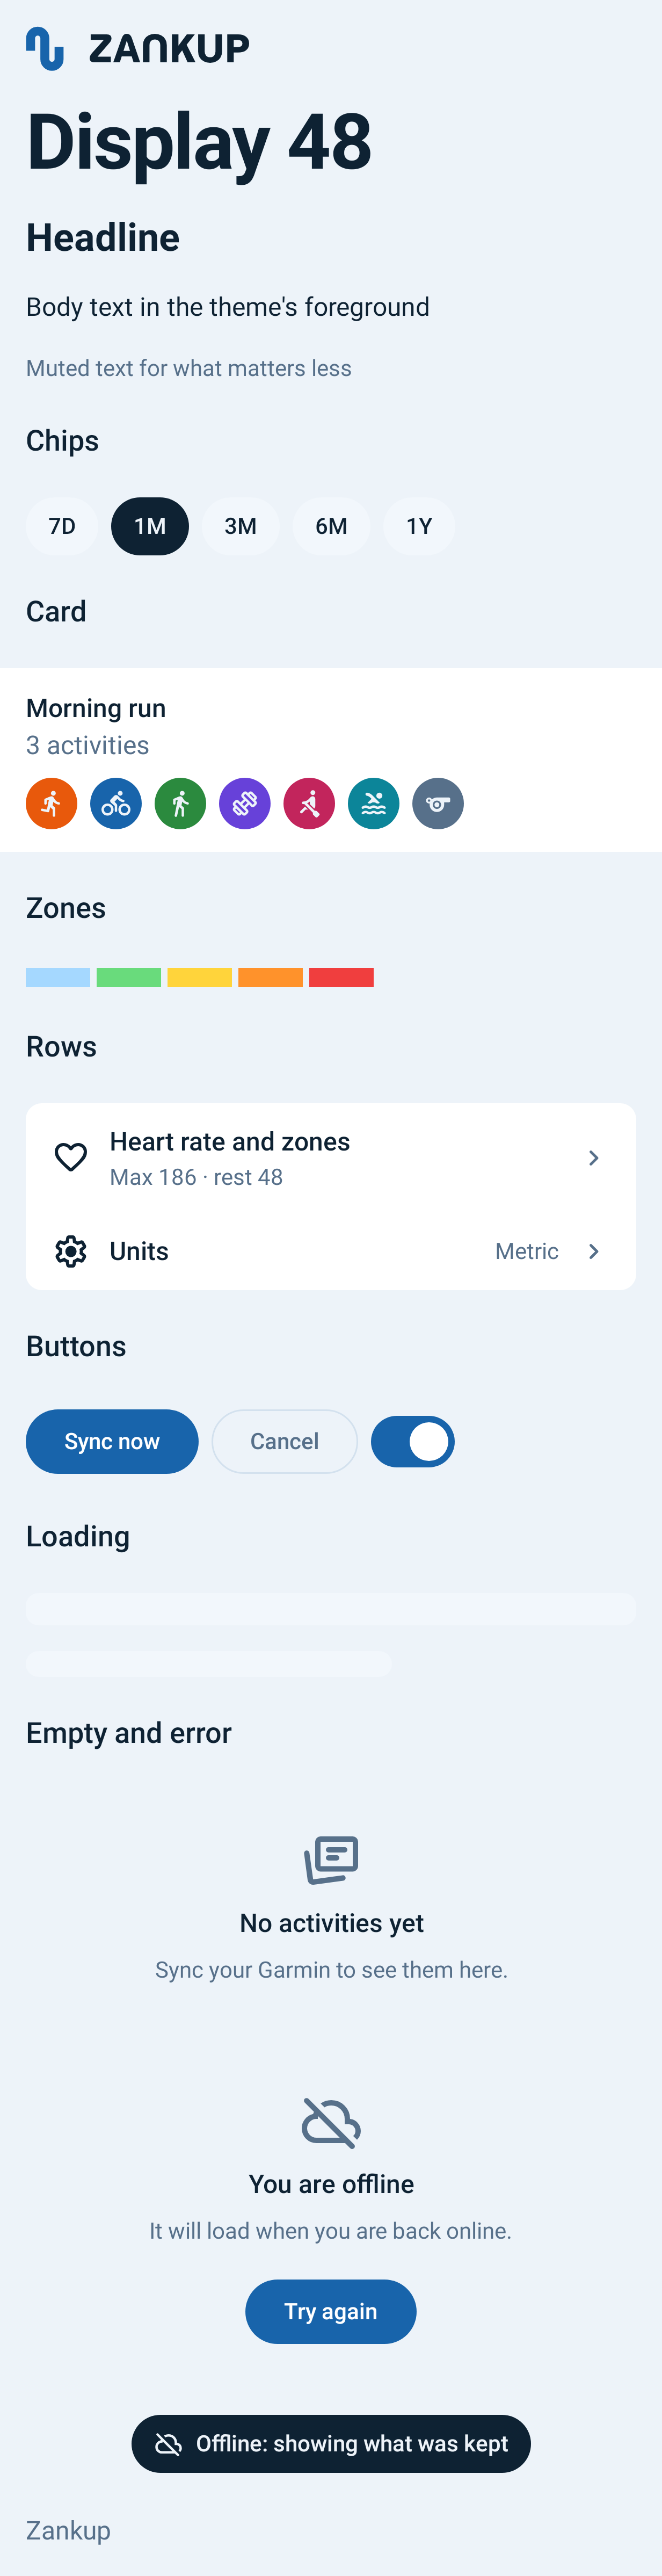 ZANKUP
Display 48
Headline
Body text in the theme's foreground
Muted text for what matters less
Chips
7D 1M 3M 6M 1Y
Card
Morning run
3 activities
Zones
Rows
Heart rate and zones
Max 186 · rest 48
Units Metric
Buttons
Sync now Cancel
Loading
Empty and error
No activities yet
Sync your Garmin to see them here.
You are offline
It will load when you are back online.
Try again
Offline: showing what was kept
Zankup